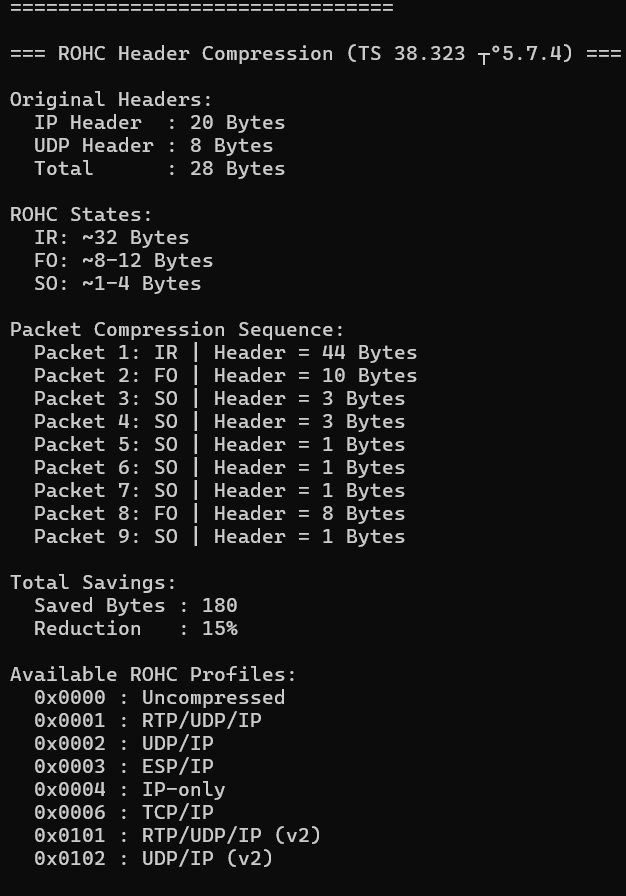 ================================
=== ROHC Header Compression (TS 38.323 ┬°5.7.4) ===
Original Headers:
IP Header  : 20 Bytes
UDP Header : 8 Bytes
Total      : 28 Bytes
ROHC States:
IR: ~32 Bytes
FO: ~8-12 Bytes
SO: ~1-4 Bytes
Packet Compression Sequence:
Packet 1: IR | Header = 44 Bytes
Packet 2: FO | Header = 10 Bytes
Packet 3: SO | Header = 3 Bytes
Packet 4: SO | Header = 3 Bytes
Packet 5: SO | Header = 1 Bytes
Packet 6: SO | Header = 1 Bytes
Packet 7: SO | Header = 1 Bytes
Packet 8: FO | Header = 8 Bytes
Packet 9: SO | Header = 1 Bytes
Total Savings:
Saved Bytes : 180
Reduction   : 15%
Available ROHC Profiles:
0x0000 : Uncompressed
0x0001 : RTP/UDP/IP
0x0002 : UDP/IP
0x0003 : ESP/IP
0x0004 : IP-only
0x0006 : TCP/IP
0x0101 : RTP/UDP/IP (v2)
0x0102 : UDP/IP (v2)